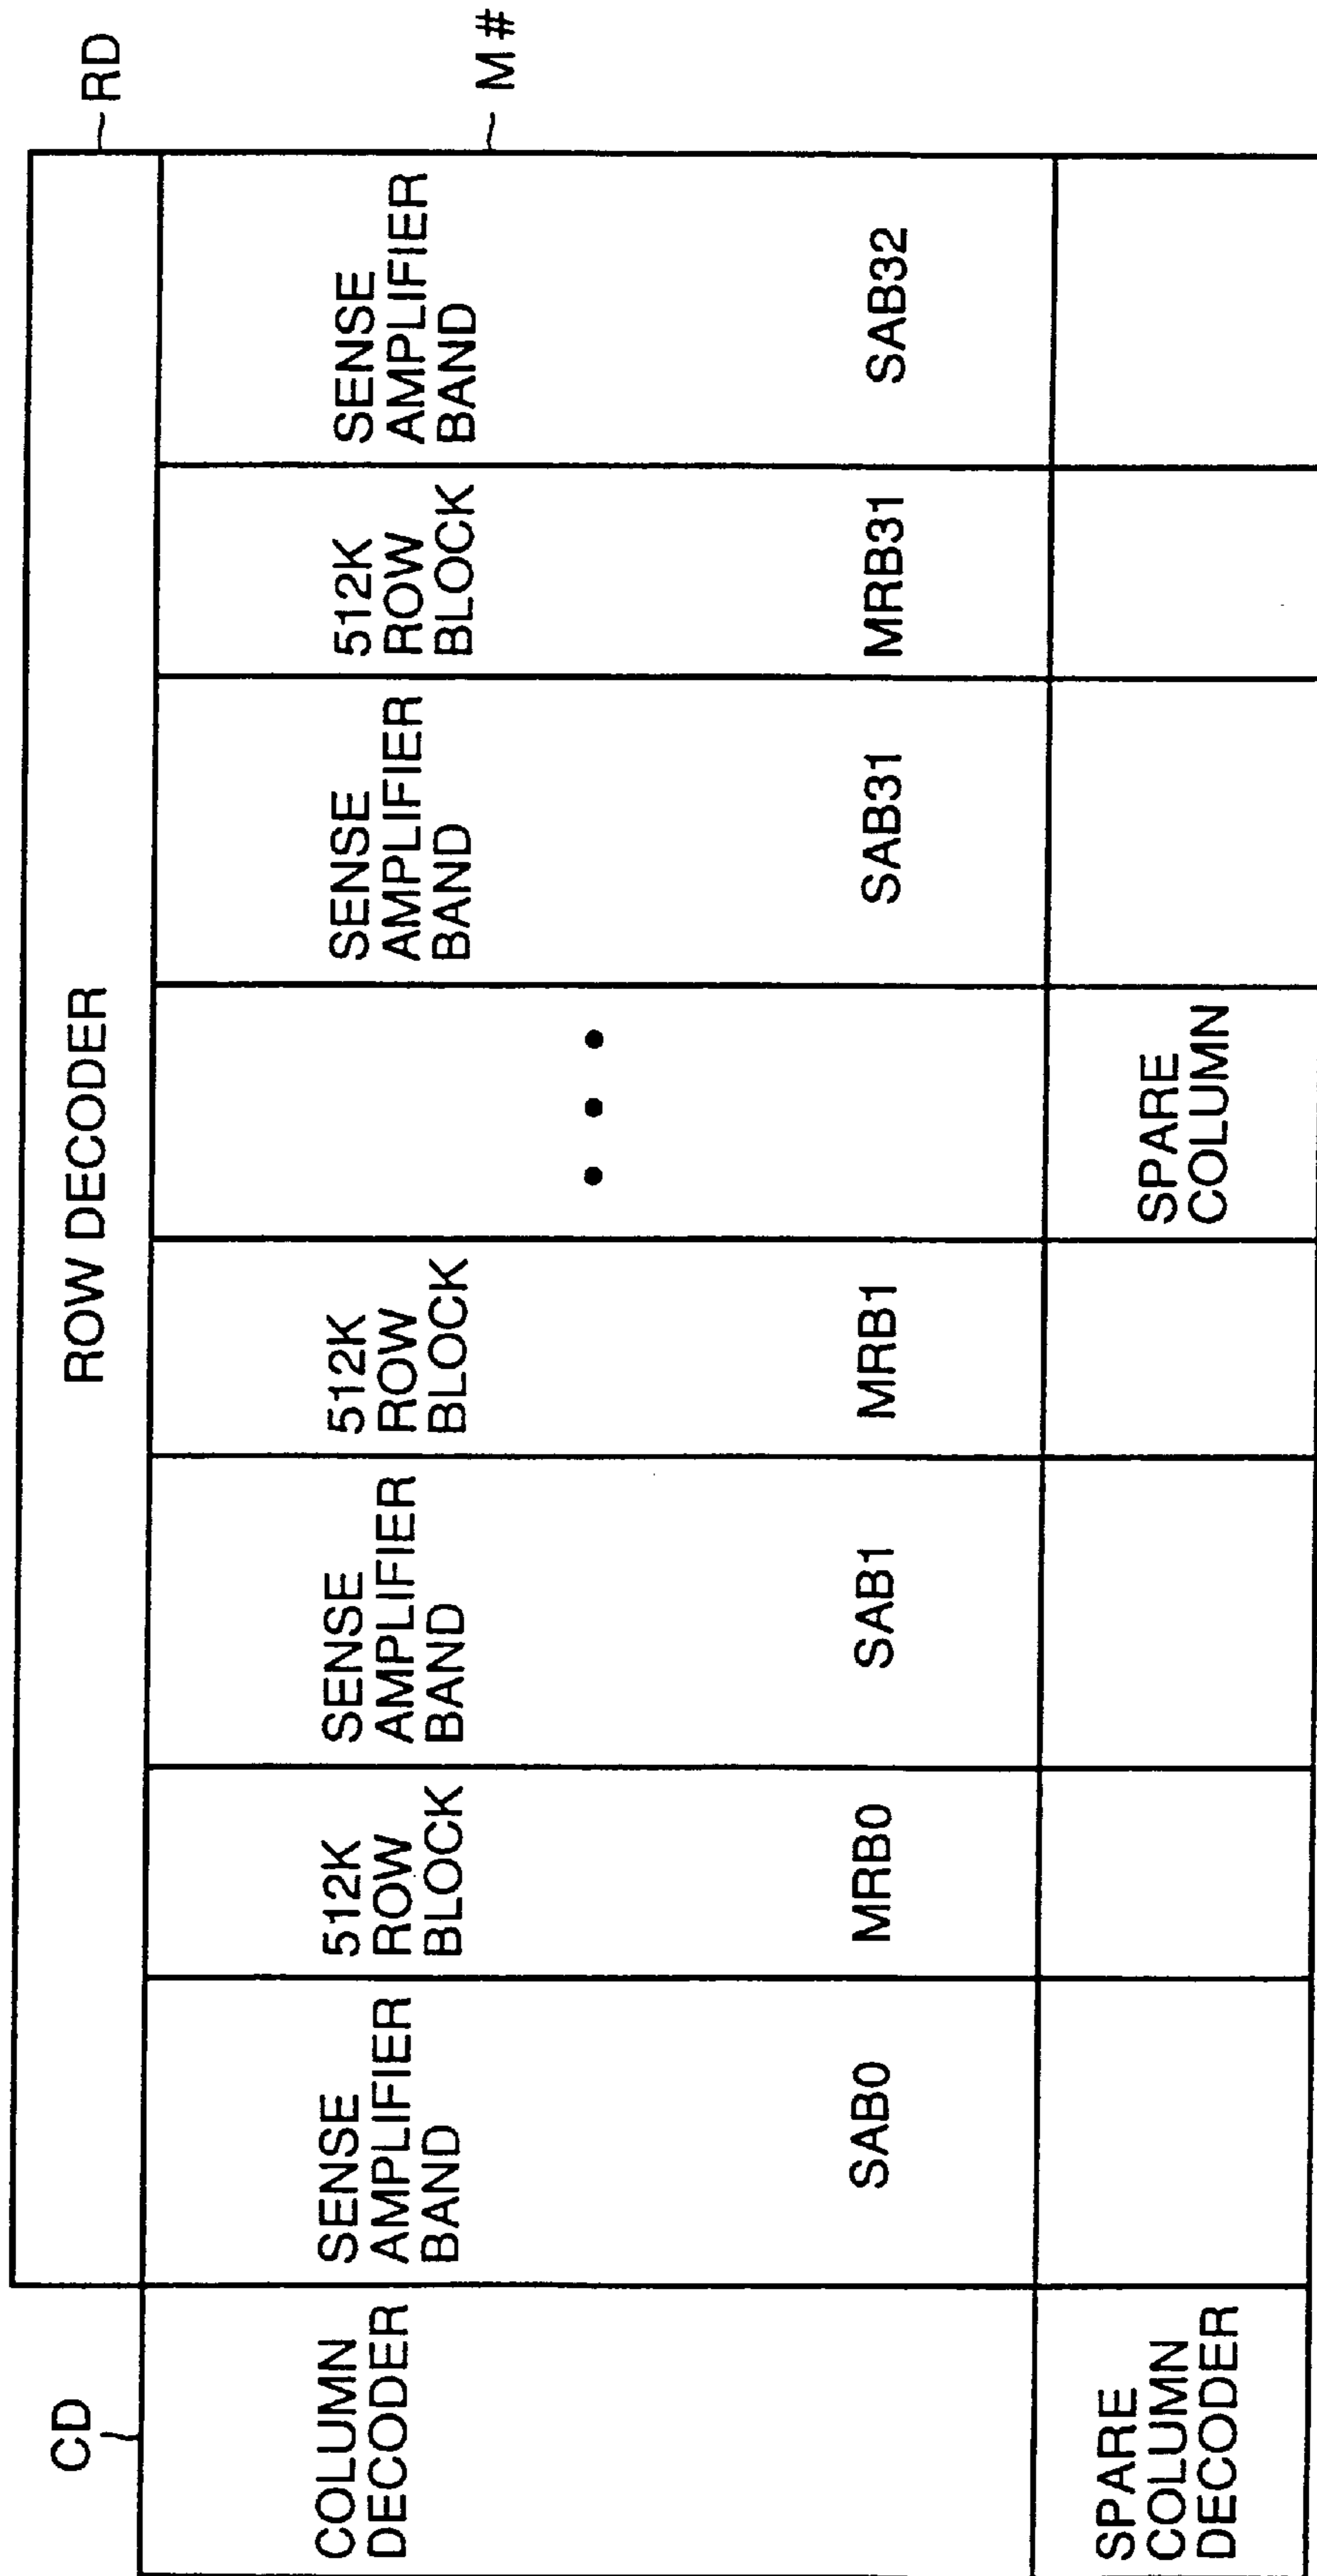 CD
ROW DECODER
RD
M#
COLUMN
DECODER
SENSE
AMPLIFIER
BAND
512K
ROW
BLOCK
SENSE
AMPLIFIER
BAND
512K
ROW
BLOCK
• • •
SENSE
AMPLIFIER
BAND
512K
ROW
BLOCK
SENSE
AMPLIFIER
BAND
SAB0
MRB0
SAB1
MRB1
SAB31
MRB31
SAB32
SPARE
COLUMN
DECODER
SPARE
COLUMN